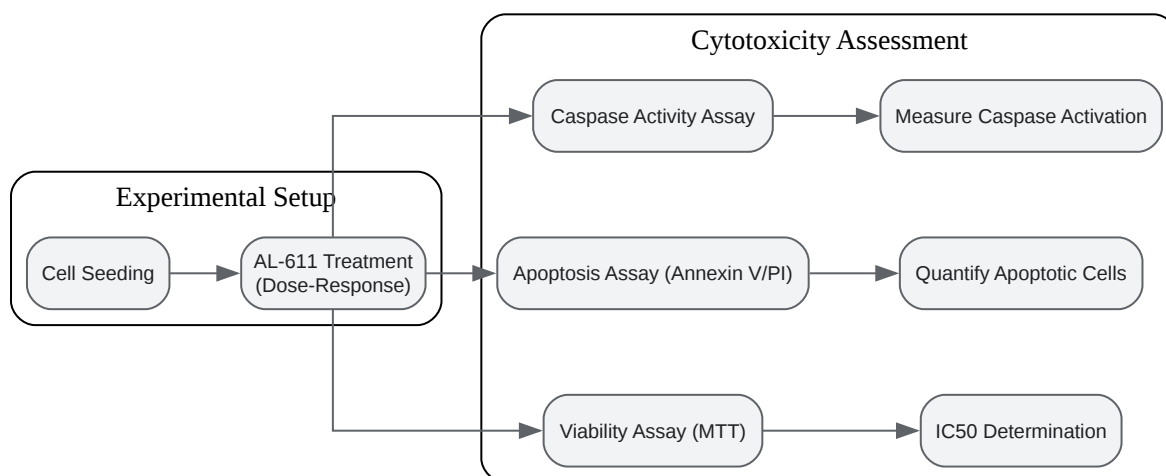 Cytotoxicity Assessment
Caspase Activity Assay
Measure Caspase Activation
Experimental Setup
Cell Seeding
AL-611 Treatment
(Dose-Response)
Apoptosis Assay (Annexin V/PI)
Quantify Apoptotic Cells
Viability Assay (MTT)
IC50 Determination